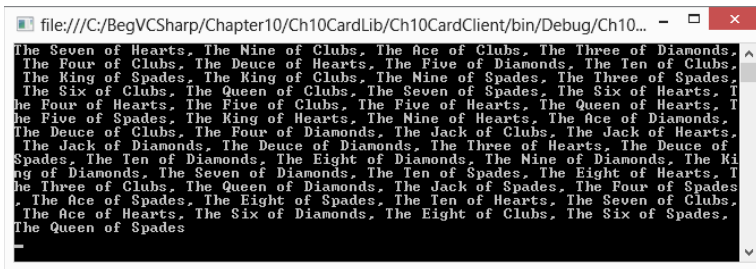 file:///C:/BegVCSharp/Chapter10/Ch10CardLib/Ch10CardClient/bin/Debug/Ch10...
The Seven of Hearts, The Nine of Clubs, The Ace of Clubs, The Three of Diamonds,
 The Four of Clubs, The Deuce of Hearts, The Five of Diamonds, The Ten of Clubs,
 The King of Spades, The King of Clubs, The Nine of Spades, The Three of Spades,
 The Six of Clubs, The Queen of Clubs, The Seven of Spades, The Six of Hearts, T
he Four of Hearts, The Five of Clubs, The Five of Hearts, The Queen of Hearts, T
he Five of Spades, The King of Hearts, The Nine of Hearts, The Ace of Diamonds,
The Deuce of Clubs, The Four of Diamonds, The Jack of Clubs, The Jack of Hearts,
 The Jack of Diamonds, The Deuce of Diamonds, The Three of Hearts, The Deuce of
Spades, The Ten of Diamonds, The Eight of Diamonds, The Nine of Diamonds, The Ki
ng of Diamonds, The Seven of Diamonds, The Ten of Spades, The Eight of Hearts, T
he Three of Clubs, The Queen of Diamonds, The Jack of Spades, The Four of Spades
, The Ace of Spades, The Eight of Spades, The Ten of Hearts, The Seven of Clubs,
 The Ace of Hearts, The Six of Diamonds, The Eight of Clubs, The Six of Spades,
The Queen of Spades